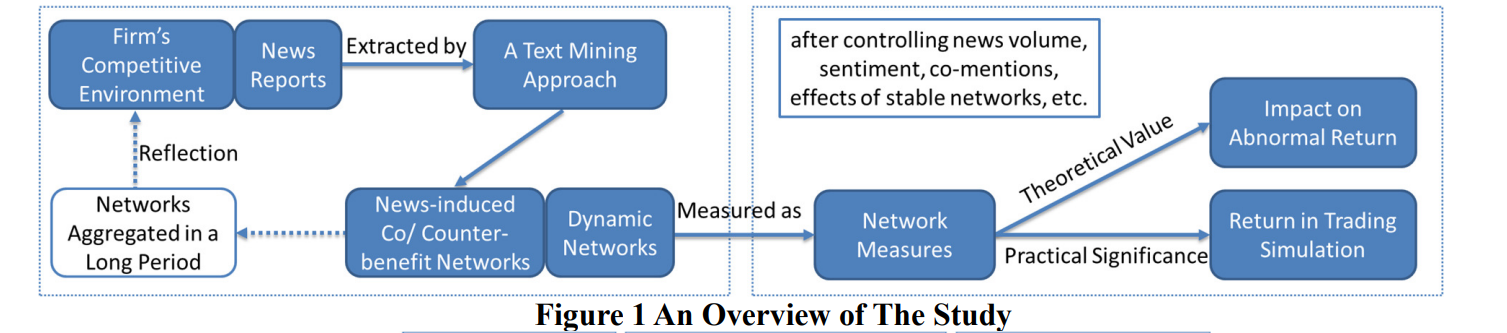 Firm's
Competitive
Environment
News
Reports
Extracted by
A Text Mining
Approach
Reflection
Networks
Aggregated in a
Long Period
News-induced
Co/ Counter-
benefit Networks
Dynamic
Networks
Measured as
after controlling news volume,
sentiment, co-mentions,
effects of stable networks, etc.
Network
Measures
Theoretical Value
Impact on
Abnormal Return
Practical Significance
Return in Trading
Simulation
Figure 1 An Overview of The Study